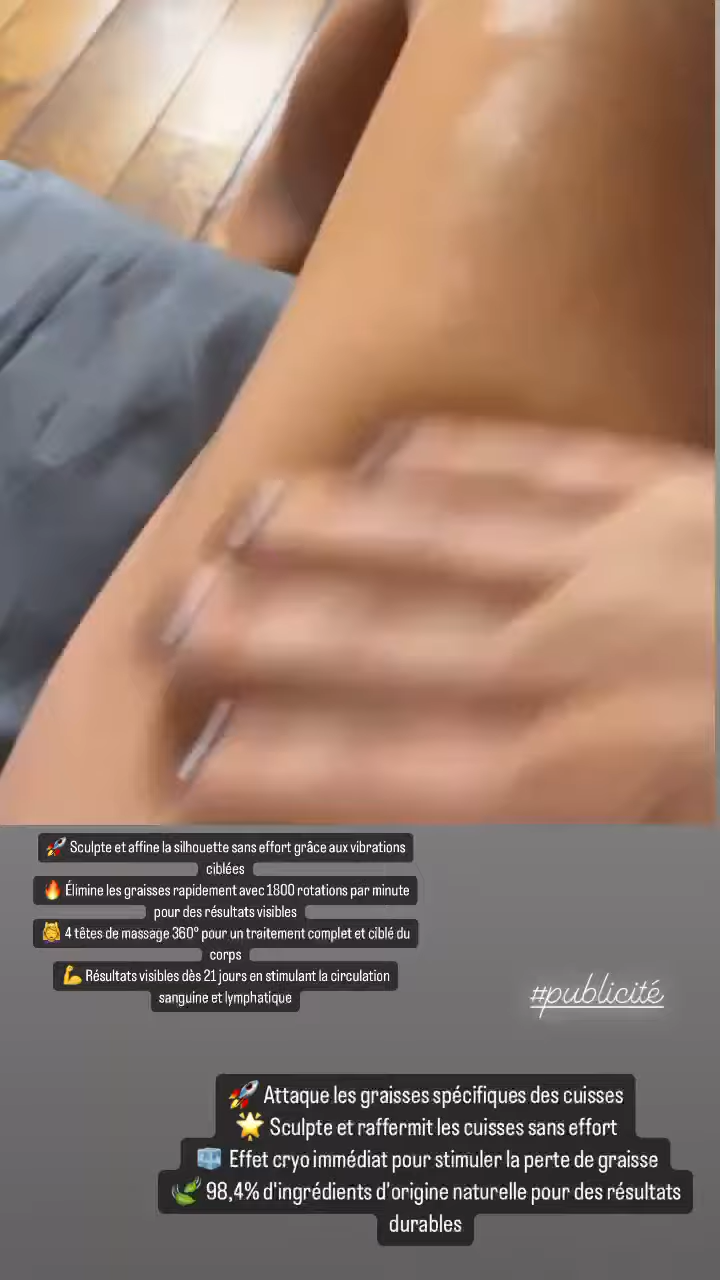 🚀 Sculpte et affine la silhouette sans effort grâce aux vibrations
ciblées
🔥 Élimine les graisses rapidement avec 1800 rotations par minute
pour des résultats visibles
💆 4 têtes de massage 360° pour un traitement complet et ciblé du
corps
💪 Résultats visibles dès 21 jours en stimulant la circulation
sanguine et lymphatique
#publicité
🚀 Attaque les graisses spécifiques des cuisses
🌟 Sculpte et raffermit les cuisses sans effort
🧊 Effet cryo immédiat pour stimuler la perte de graisse
🌿 98,4% d'ingrédients d'origine naturelle pour des résultats
durables